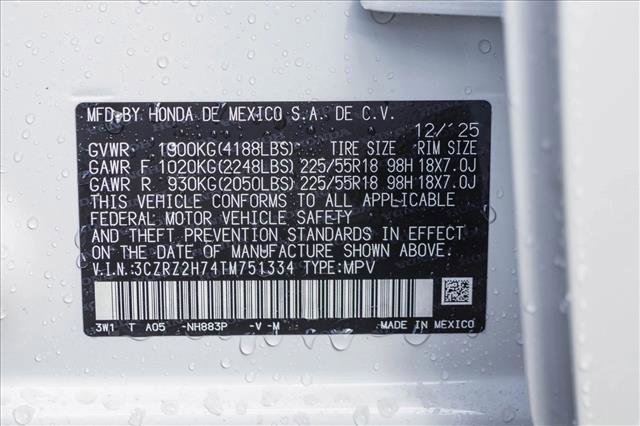 MFD.BY HONDA DE MEXICO S.A. DE C.V.
12/'25
GVWR 1900KG(4188LBS) TIRE SIZE RIM SIZE
GAWR F 1020KG(2248LBS) 225/55R18 98H 18X7.0J
GAWR R 930KG(2050LBS) 225/55R18 98H 18X7.0J
THIS VEHICLE CONFORMS TO ALL APPLICABLE
FEDERAL MOTOR VEHICLE SAFETY
AND THEFT PREVENTION STANDARDS IN EFFECT
ON THE DATE OF MANUFACTURE SHOWN ABOVE.
V.I.N.:3CZRZ2H74TM751334 TYPE:MPV
3W1 T A05 -NH883P -V -M MADE IN MEXICO